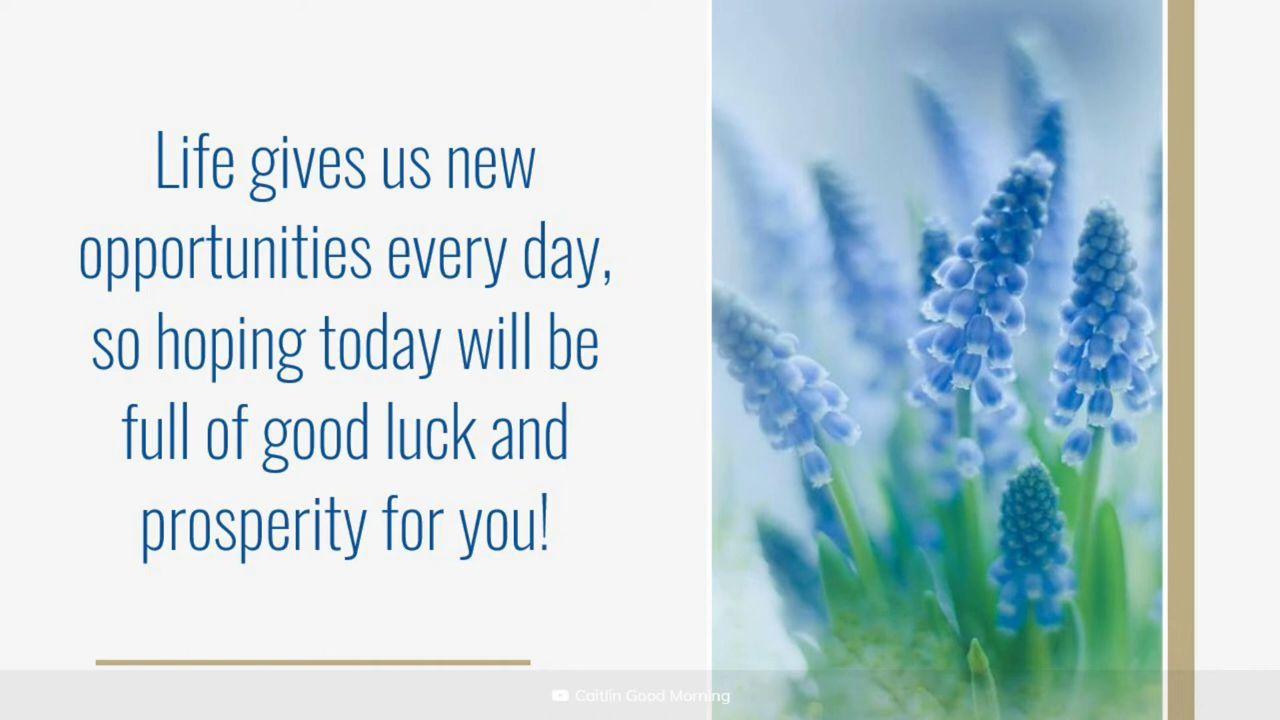 Life gives us new
opportunities every day,
so hoping today will be
full of good luck and
prosperity for you!
Caitlin Good Morning